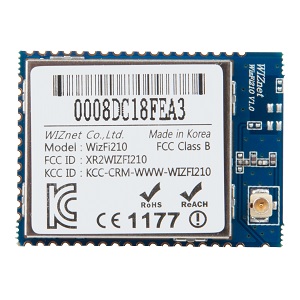 0008DC18FEA3
WIZnet Co.,Ltd. Made in Korea
Model : WizFi210 FCC Class B
FCC ID : XR2WIZFI210
KCC ID : KCC-CRM-WWW-WIZFI210
RoHS ReACH
CE 1177 !
WIZnet
WizFi210 V1.0